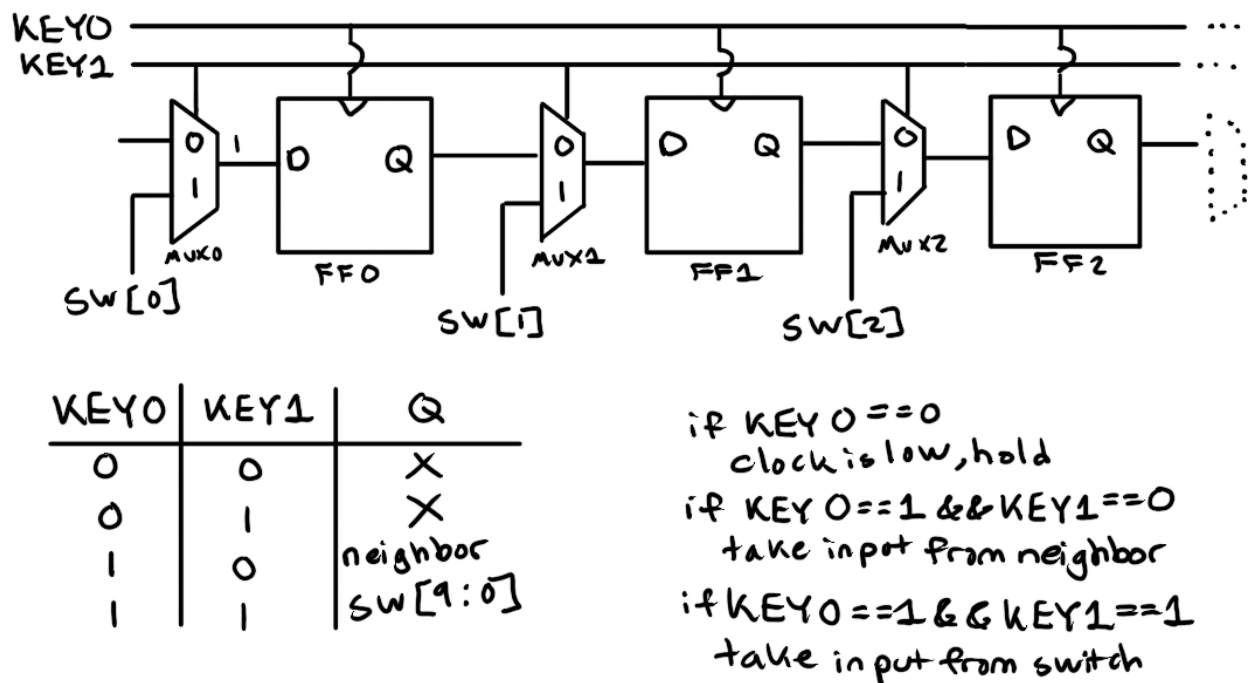 KEY0
KEY1
0 1 D Q 0 D Q 0 D Q
1 1 1
MUX0 FF0 MUX1 FF1 MUX2 FF2
SW[0] SW[1] SW[2]
KEY0 KEY1 Q
0 0 X
0 1 X
1 0 neighbor
1 1 SW[9:0]
if KEY0==0
clock is low, hold
if KEY0==1 && KEY1==0
take input from neighbor
if KEY0==1 && KEY1==1
take input from switch